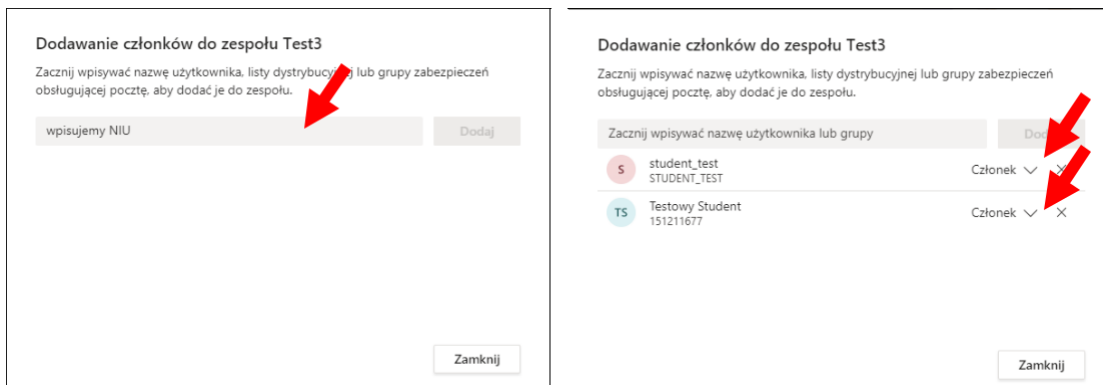 Dodawanie członków do zespołu Test3
Zacznij wpisywać nazwę użytkownika, listy dystrybucyjnej lub grupy zabezpieczeń
obsługującej pocztę, aby dodać je do zespołu.
wpisujemy NIU
Dodaj
Zamknij
Dodawanie członków do zespołu Test3
Zacznij wpisywać nazwę użytkownika, listy dystrybucyjnej lub grupy zabezpieczeń
obsługującej pocztę, aby dodać je do zespołu.
Zacznij wpisywać nazwę użytkownika lub grupy
S
student_test
Członek
STUDENT_TEST
TS
Testowy Student
Członek
151211677
Zamknij